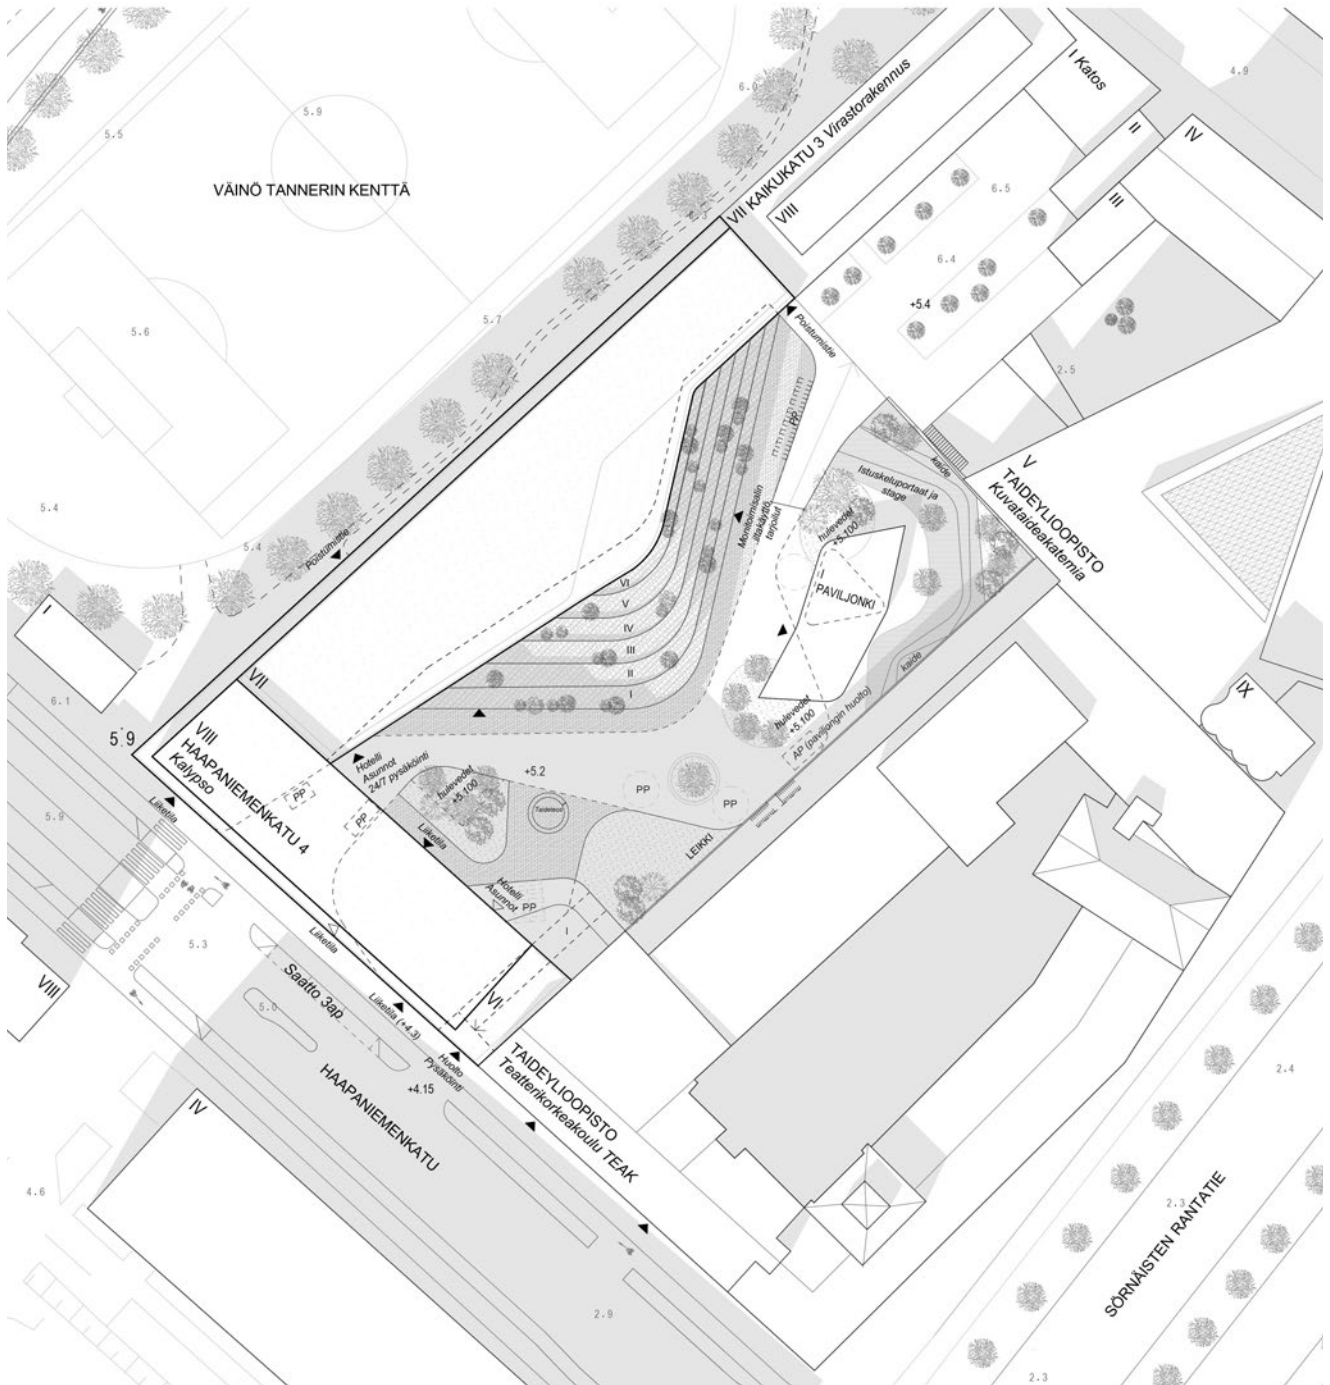 4.9
I Katos
5.9
6.0
5.5
II
IV
VÄINÖ TANNERIN KENTTÄ
VII KAIKUKATU 3 Virastorakennus
VIII
6.5
III
6.4
+5.4
5.7
5.6
Poistumistie
2.5
PP
kaide
Istuskeluportaat ja
stage
V
TAIDEYLIOOPISTO
Kuvataideakatemia
5.4
5.4
Poistumistie
Monitoimisalin
iltakäyttö,
tarjoilut
hulevedet
+5.100
I
PAVILJONKI
VI
V
IV
III
II
I
I
kaide
VII
6.1
5.9
VIII
HAAPANIEMENKATU 4
Kalypso
IX
hulevedet
+5.100
AP (paviljongin huolto)
Hotelli
Asunnot
24/7 pysäköinti
+5.2
hulevedet
+5.100
PP
PP
PP
PP
Taideteos
Liiketila
Liiketila
LEIKKI
5.9
Hotelli
Asunnot
PP
I
5.3
Liiketila
VIII
Saatto 3ap
5.0
Liiketila (+4.3)
VI
Huolto
Pysäköinti
+4.15
TAIDEYLIOOPISTO
Teatterikorkeakoulu TEAK
HAAPANIEMENKATU
IV
2.4
4.6
2.3
SÖRNÄISTEN RANTATIE
2.9
2.3